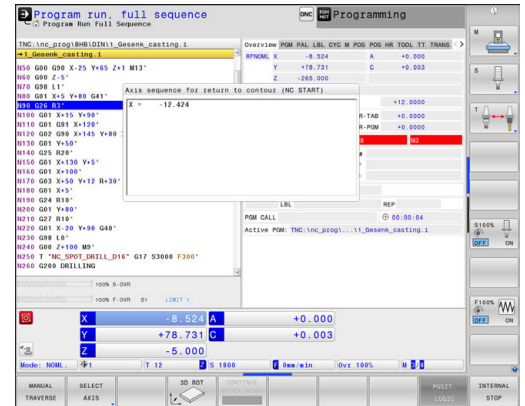 Program run, full sequence
Program Run Full Sequence
DNC
Programming
TNC:\nc_prog\BHB\DIN\1_Gesenk_casting.i
→1_Gesenk_casting.i
N50 G00 G90 X-25 Y+65 Z+1 M13*
N60 G00 Z-5*
N70 G98 L1*
N80 G01 X+5 Y+80 G41*
N90 G26 R3*
N100 G01 X+15 Y+90*
N110 G01 G91 X+120*
N120 G02 G90 X+145 Y+80
N130 G01 Y+50*
N140 G25 R20*
N150 G01 X+130 Y+5*
N160 G01 X+100*
N170 G03 X+50 Y+12 R+30*
N180 G01 X+5*
N190 G24 R10*
N200 G01 Y+80*
N210 G27 R10*
N220 G01 X-20 Y+90 G40*
N230 G98 L0*
N240 G00 Z+100 M9*
N250 T "NC_SPOT_DRILL_D16" G17 S3000 F300*
N260 G200 DRILLING
Overview PGM PAL LBL CYC M POS POS HR TOOL TT TRANS
RFNOML X -8.524 A +0.000
Y +78.731 C +0.003
Z -265.000
Axis sequence for return to contour (NC START)
X = -12.424
+12.0000
R-TAB +0.0000
R-PGM +0.0000
M3
LBL REP
PGM CALL 00:00:04
Active PGM: TNC:\nc_prog\...\1_Gesenk_casting.i
100% S-OVR
100% F-OVR S1 LIMIT 1
X -8.524 A +0.000
Y +78.731 C +0.003
Z -5.000
Mode: NOML. 1 T 12 Z S 1800 F 0mm/min Ovr 100% M
M
S
T
S100%
OFF ON
F100%
OFF ON
MANUAL TRAVERSE
SELECT AXIS
3D ROT
CONTINUE
POSIT. LOGIC
INTERNAL STOP